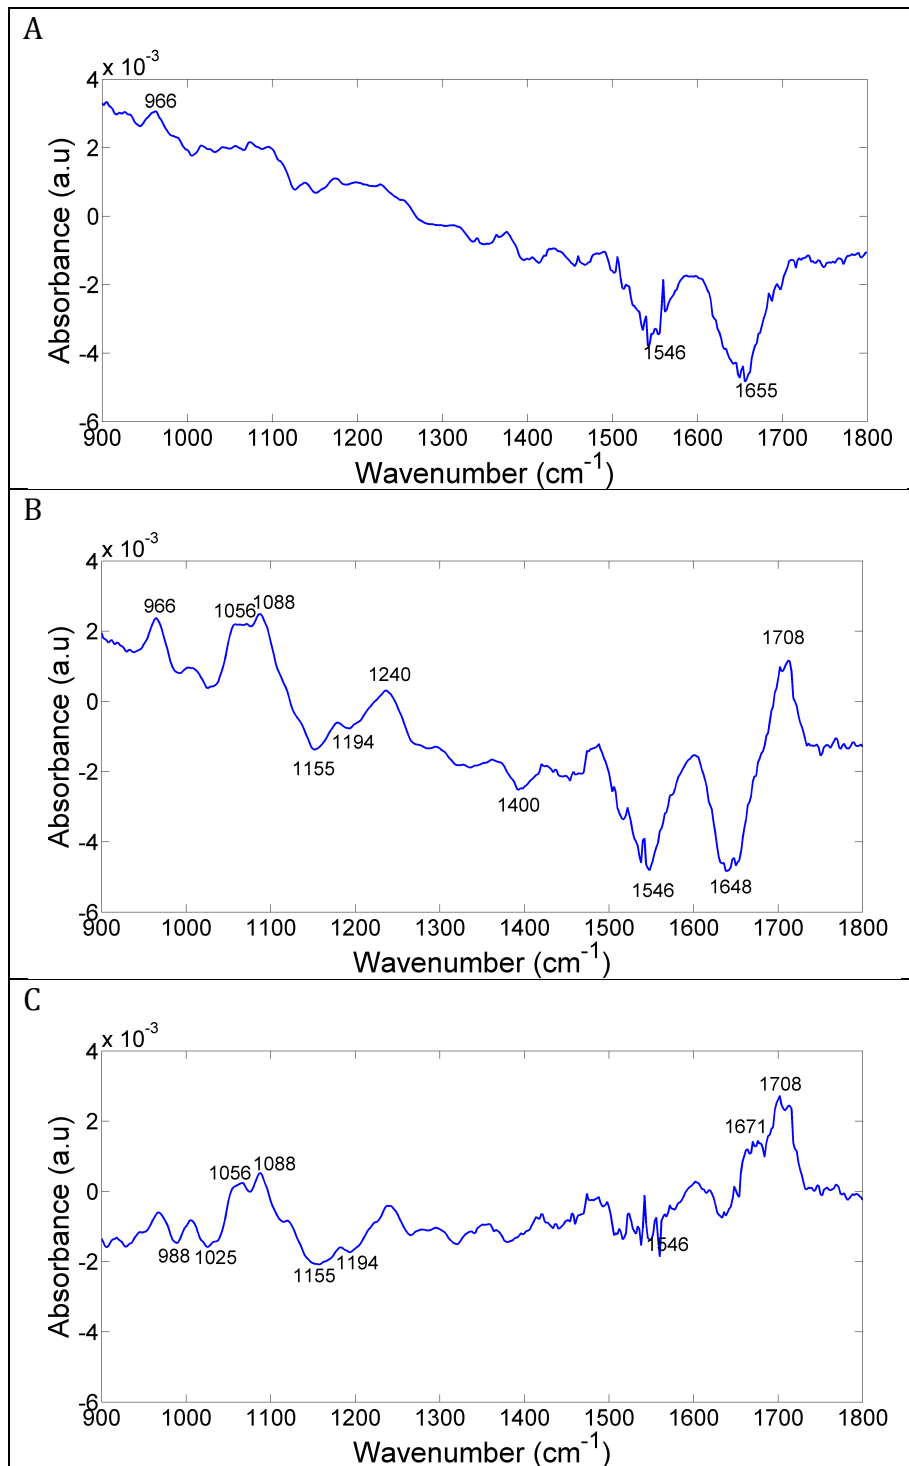 A
x 10⁻³
4
966
2
0
-2
1546
-4
1655
-6
900 1000 1100 1200 1300 1400 1500 1600 1700 1800
Absorbance (a.u)
Wavenumber (cm⁻¹)
B
x 10⁻³
4
966 1056 1088
1708
2
1240
0
1155 1194
-2
1400
-4
1546 1648
-6
900 1000 1100 1200 1300 1400 1500 1600 1700 1800
Absorbance (a.u)
Wavenumber (cm⁻¹)
C
x 10⁻³
4
1708
2
1671
1056 1088
0
988 1025
1155 1194
1546
-2
-4
-6
900 1000 1100 1200 1300 1400 1500 1600 1700 1800
Absorbance (a.u)
Wavenumber (cm⁻¹)